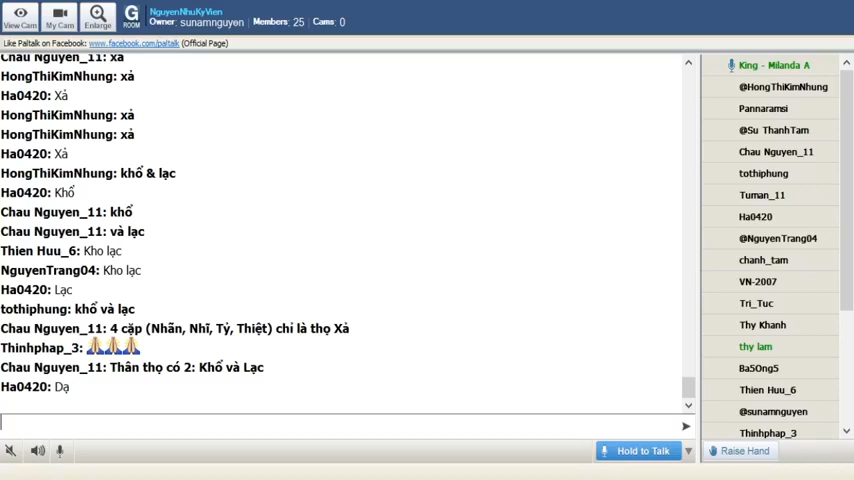 NguyenNhuKyVien
G
Owner: sunamnguyen Members: 25 Cams: 0
View Cam My Cam Enlarge ROOM
Like Paltalk on Facebook: www.facebook.com/paltalk (Official Page)
Chau Nguyen_11: xả
HongThiKimNhung: xả
Ha0420: Xả
HongThiKimNhung: xả
HongThiKimNhung: xả
Ha0420: Xả
HongThiKimNhung: khổ & lạc
Ha0420: Khổ
Chau Nguyen_11: khổ
Chau Nguyen_11: và lạc
Thien Huu_6: Kho lạc
NguyenTrang04: Kho lạc
Ha0420: Lạc
tothiphung: khổ và lạc
Chau Nguyen_11: 4 cặp (Nhãn, Nhĩ, Tỷ, Thiệt) chỉ là thọ Xả
Thinhphap_3:
Chau Nguyen_11: Thân thọ có 2: Khổ và Lạc
Ha0420: Dạ
Hold to Talk
King - Milanda A
@HongThiKimNhung
Pannaramsi
@Su ThanhTam
Chau Nguyen_11
tothiphung
Tuman_11
Ha0420
@NguyenTrang04
chanh_tam
VN-2007
Tri_Tuc
Thy Khanh
thy lam
Ba5Ong5
Thien Huu_6
@sunamnguyen
Thinhphap_3
Raise Hand